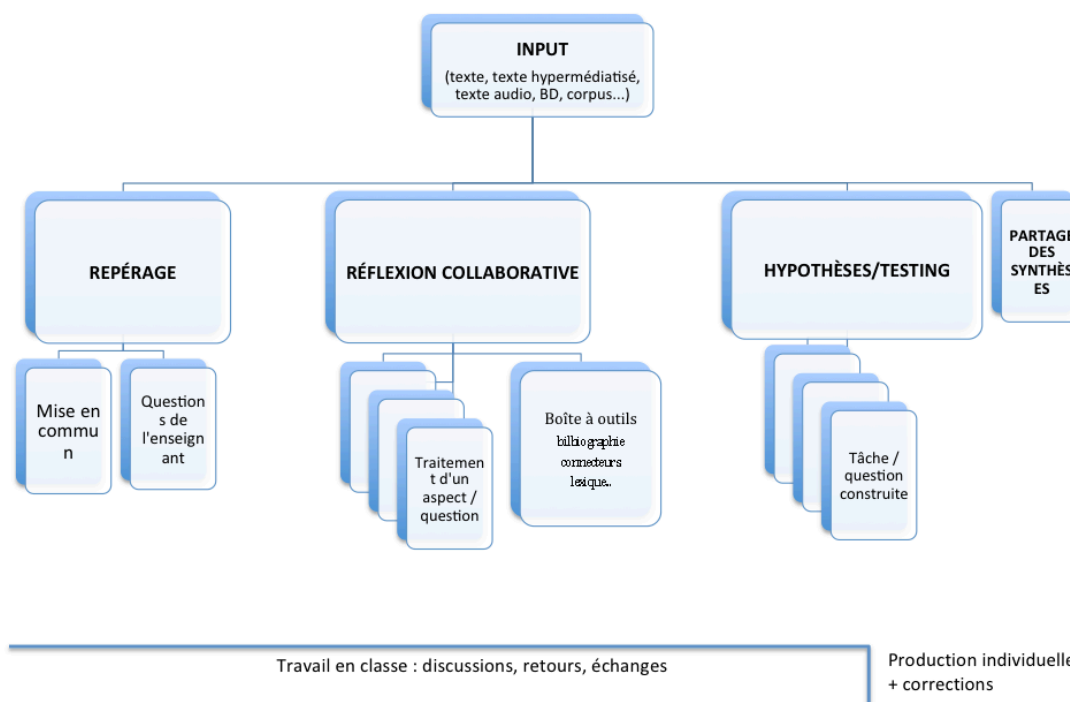 INPUT
(texte, texte hypermédiatisé,
texte audio, BD, corpus...)
REPÉRAGE
RÉFLEXION COLLABORATIVE
HYPOTHÈSES/TESTING
PARTAGE
DES
SYNTHÈS
ES
Mise en
commu
n
Question
s de
l'enseign
ant
Traitemen
t d'un
aspect /
question
Boîte à outils
bilbiographie
connecteurs
lexique..
Tâche /
question
construite
Travail en classe : discussions, retours, échanges
Production individuelle
+ corrections